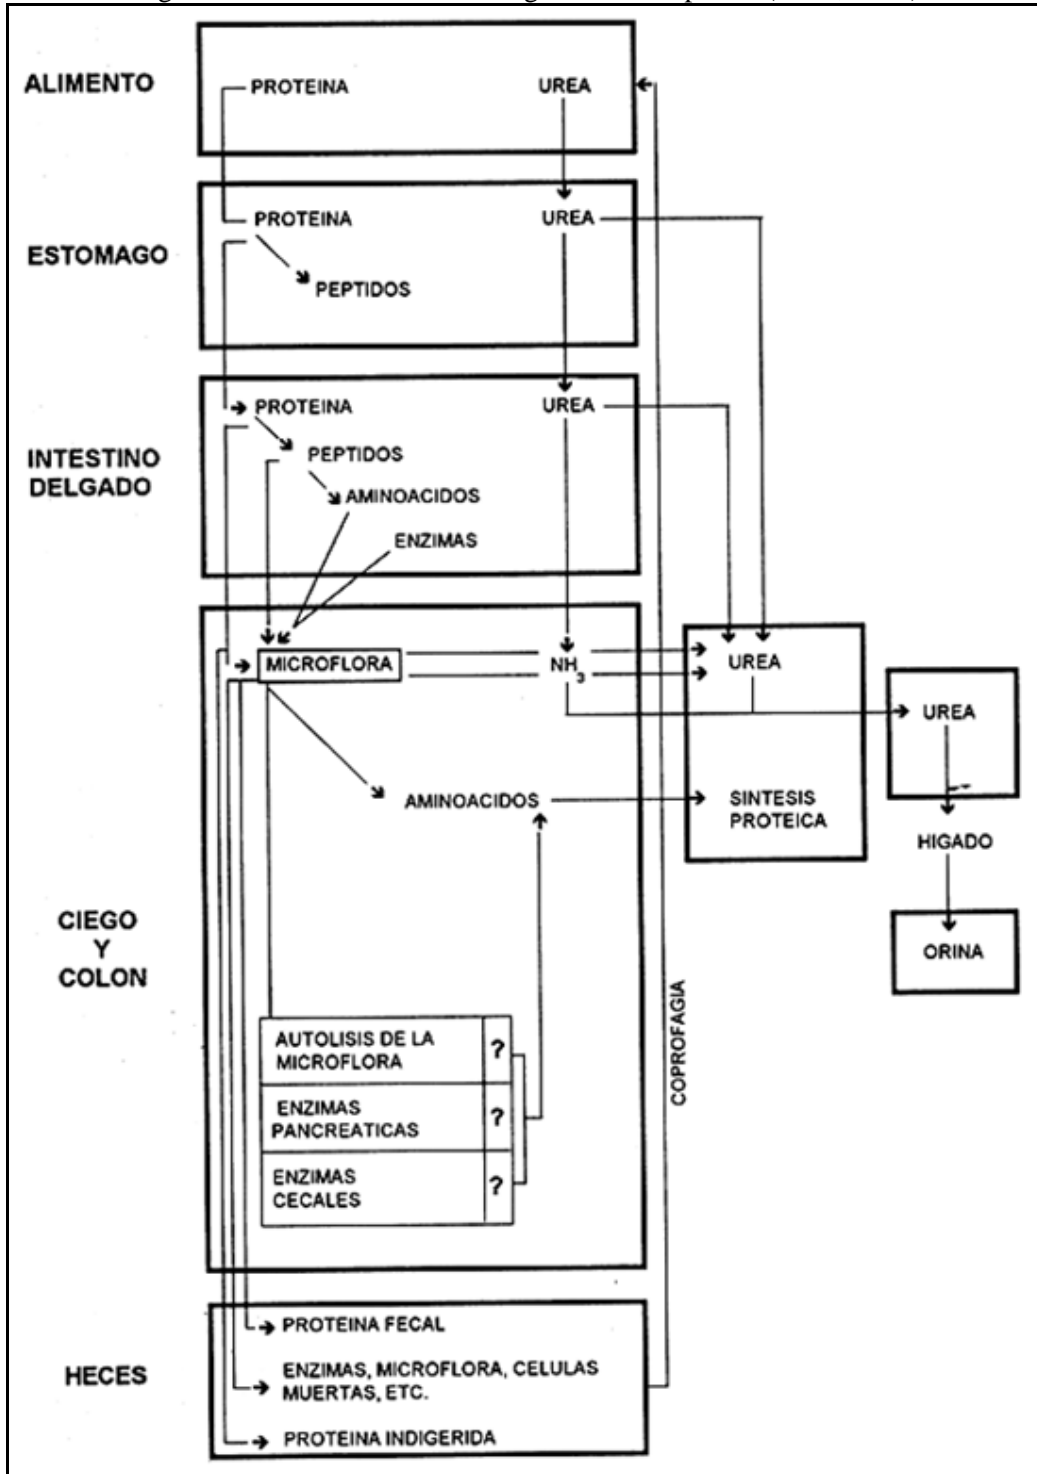 ALIMENTO
PROTEINA
UREA
ESTOMAGO
PROTEINA
UREA
PEPTIDOS
INTESTINO
DELGADO
PROTEINA
UREA
PEPTIDOS
AMINOACIDOS
ENZIMAS
CIEGO
Y
COLON
MICROFLORA
NH3
UREA
UREA
AMINOACIDOS
SINTESIS
PROTEICA
HIGADO
ORINA
AUTOLISIS DE LA
MICROFLORA
?
ENZIMAS
PANCREATICAS
?
ENZIMAS
CECALES
?
COPROFAGIA
HECES
PROTEINA FECAL
ENZIMAS, MICROFLORA, CELULAS
MUERTAS, ETC.
PROTEINA INDIGERIDA